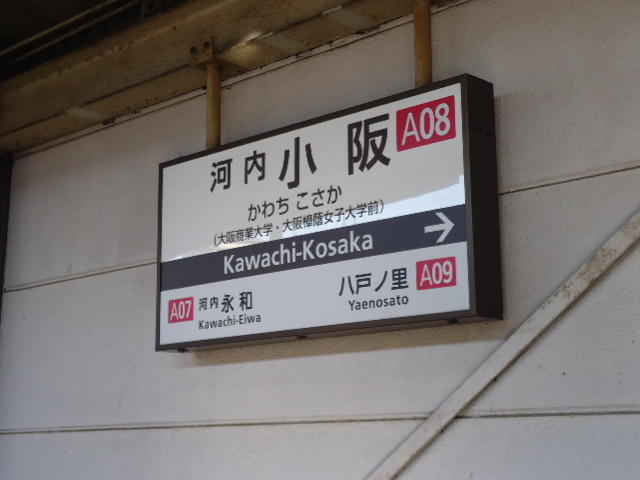 河内小阪 A08
かわち こさか
(大阪商業大学・大阪樟蔭女子大学前)
Kawachi-Kosaka →
A07 河内永和 八戸ノ里 A09
Kawachi-Eiwa Yaenosato